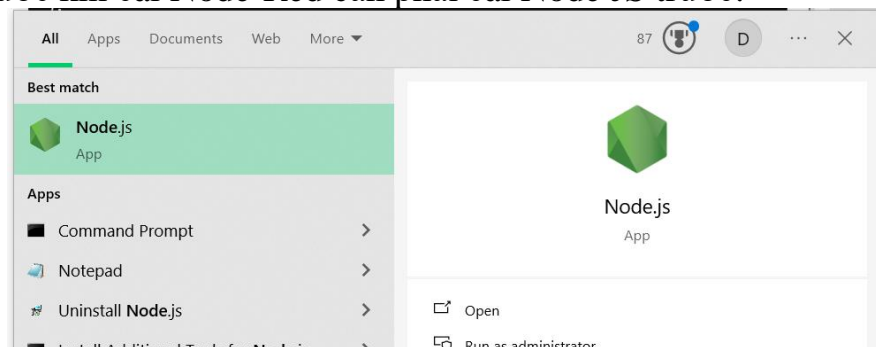 All Apps Documents Web More 87 D ... ×
Best match
Node.js
App
Apps
Command Prompt
Notepad
Uninstall Node.js
Node.js
App
Open